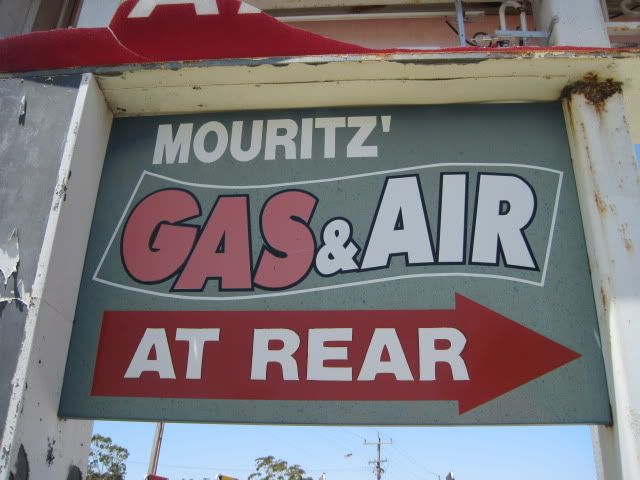 MOURITZ'
GAS & AIR
AT REAR